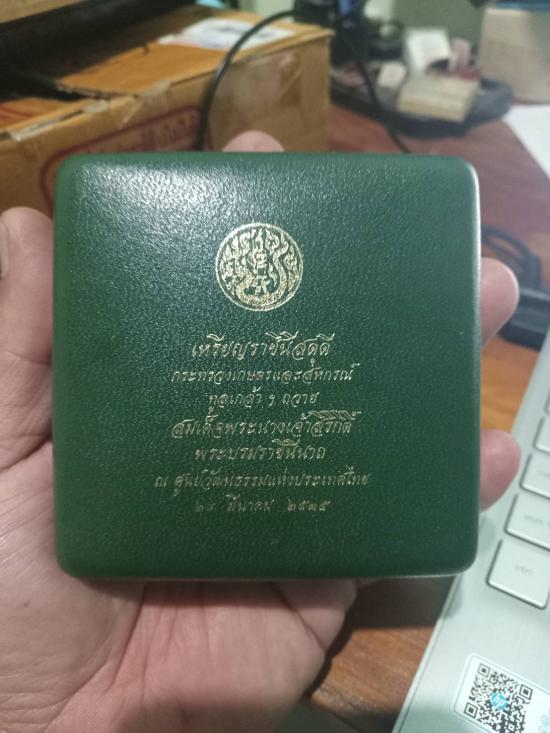 เหรียญราชินีสดุดี
กระทรวงเกษตรและสหกรณ์
ทูลเกล้า ฯ ถวาย
สมเด็จพระนางเจ้าสิริกิติ์
พระบรมราชินีนาถ
ณ ศูนย์วัฒนธรรมแห่งประเทศไทย
มีนาคม ๒๕๓๕
hp